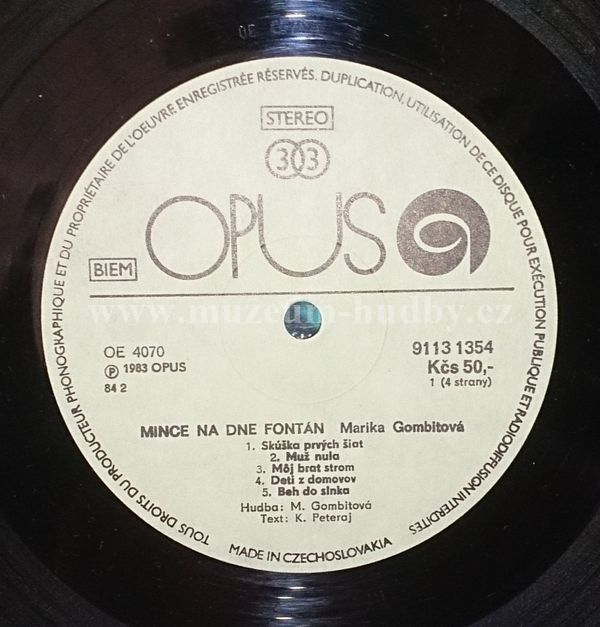 TOUS DROITS DU PRODUCTEUR PHONOGRAPHIQUE ET DU PROPRIÉTAIRE DE L'OEUVRE ENREGISTRÉE RÉSERVÉS. DUPLICATION, UTILISATION DE CE DISQUE POUR EXÉCUTION PUBLIQUE ET RADIODIFFUSION INTERDITES
STEREO
303
OPUS
BIEM
www.muzeum-hudby.cz
OE 4070
9113 1354
Ⓟ 1983 OPUS
Kčs 50,-
84 2
1 (4 strany)
MINCE NA DNE FONTÁN Marika Gombitová
1. Skúška prvých šiat
2. Muž nula
3. Môj brat strom
4. Deti z domovov
5. Beh do slnka
Hudba: M. Gombitová
Text: K. Peteraj
MADE IN CZECHOSLOVAKIA